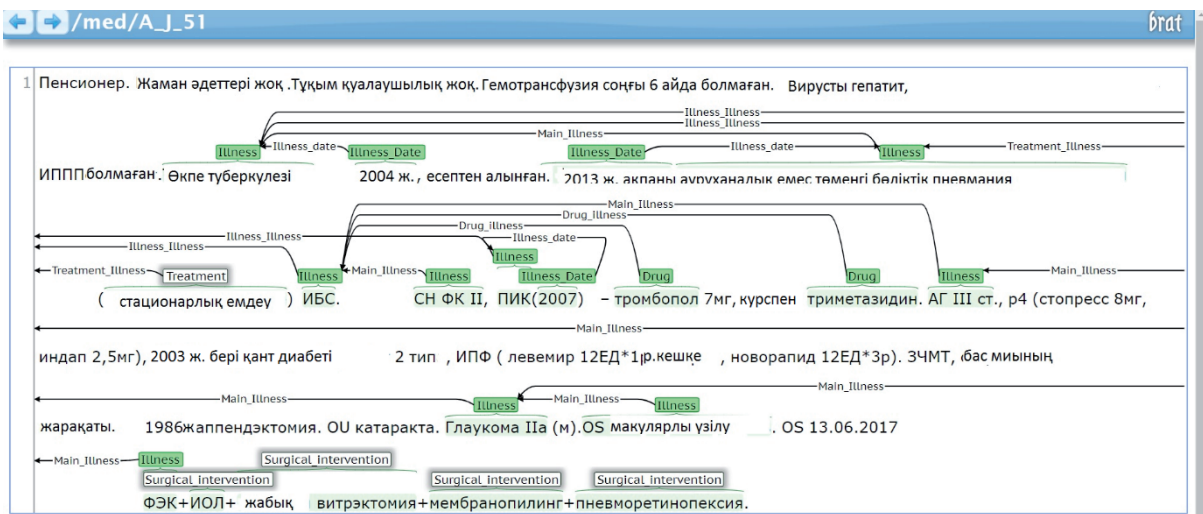 /med/A_J_51 brat
1 Пенсионер. Жаман әдеттері жоқ .Тұқым қуалаушылық жоқ. Гемотрансфузия соңғы 6 айда болмаған. Вирусты гепатит,
Illness_Illness
Illness_Illness
Main_Illness
Illness Illness_date Illness_Date Illness_Date Illness_date Illness Treatment_Illness
ИПППболмаған. Өкпе туберкулезі 2004 ж., есептен алынған. 2013 ж. ақпаны ауруханалық емес төменгі бөліктік пневмания
Main_Illness
Drug_Illness
Drug_illness
Illness_Illness Illness_date
Illness_Illness Illness
Treatment_Illness Treatment Illness Main_Illness Illness Illness_Date Drug Drug Illness Main_Illness
( стационарлық емдеу ) ИБС. СН ФК II, ПИК(2007) – тромбопол 7мг, курспен триметазидин. АГ III ст., р4 (стопресс 8мг,
Main_Illness
индап 2,5мг), 2003 ж. бері қант диабеті 2 тип , ИПФ ( левемир 12ЕД*1р.кешке , новорапид 12ЕД*3р). ЗЧМТ, бас миының
Main_Illness
Main_Illness Illness Main_Illness Illness
жарақаты. 1986жаппендэктомия. OU катаракта. Глаукома IIа (м).OS макулярлы үзілу . OS 13.06.2017
Main_Illness Illness Surgical_intervention
Surgical_intervention Surgical_intervention Surgical_intervention
ФЭК+ИОЛ+ жабық витрэктомия+мембранопилинг+пневморетинопексия.